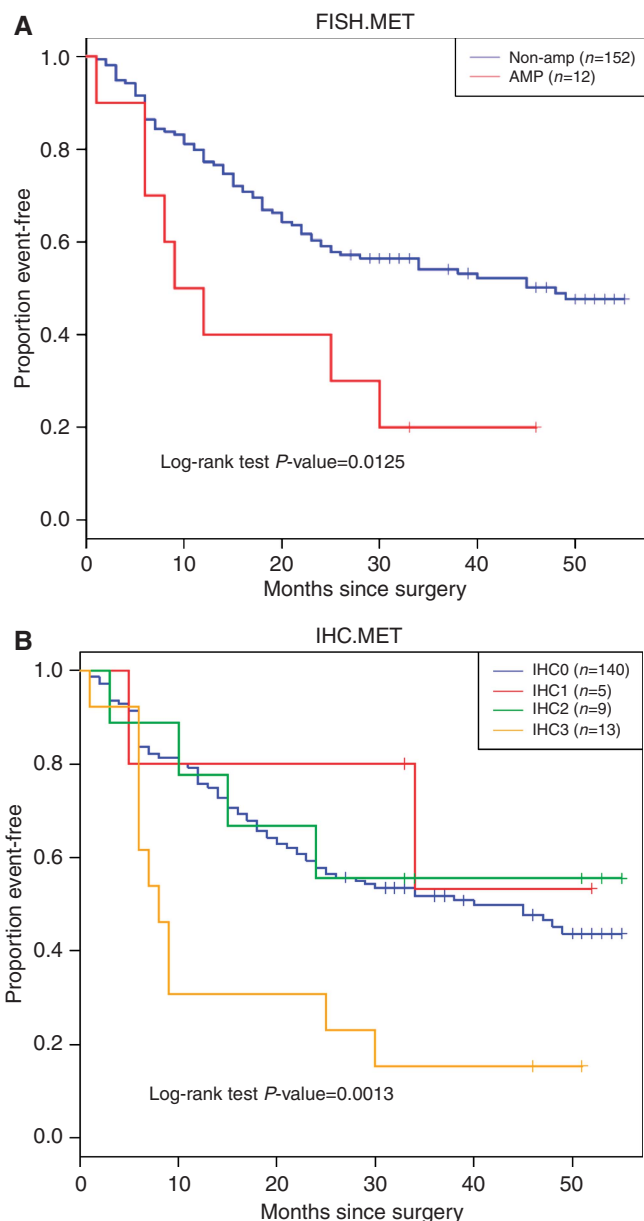 A
FISH.MET
Non-amp (n=152)
AMP (n=12)
Proportion event-free
1.0
0.8
0.6
0.4
0.2
0.0
Log-rank test P-value=0.0125
0 10 20 30 40 50
Months since surgery
B
IHC.MET
IHC0 (n=140)
IHC1 (n=5)
IHC2 (n=9)
IHC3 (n=13)
Proportion event-free
1.0
0.8
0.6
0.4
0.2
0.0
Log-rank test P-value=0.0013
0 10 20 30 40 50
Months since surgery